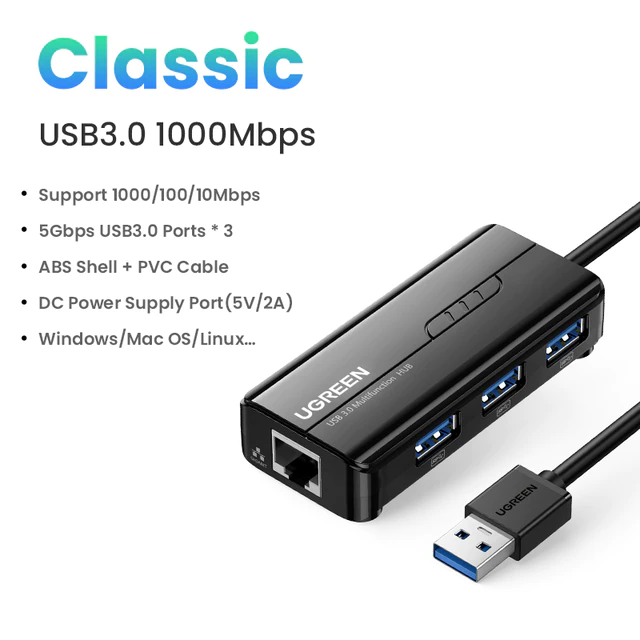 Classic
USB3.0 1000Mbps
• Support 1000/100/10Mbps
• 5Gbps USB3.0 Ports * 3
• ABS Shell + PVC Cable
• DC Power Supply Port(5V/2A)
• Windows/Mac OS/Linux...
UGREEN
USB 3.0 Multifunction HUB
UGREEN